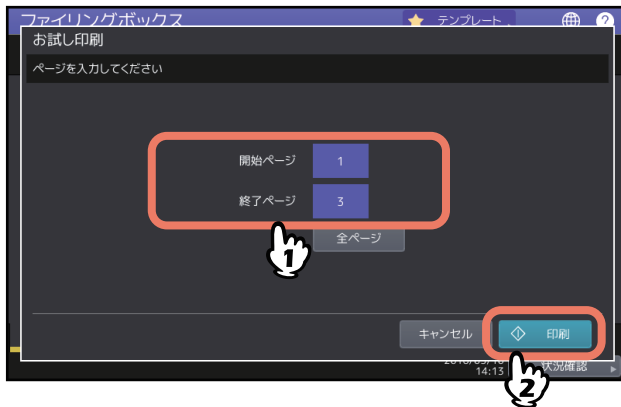 ファイリングボックス
テンプレート
?
お試し印刷
ページを入力してください
開始ページ 1
終了ページ 3
全ページ
1
キャンセル 印刷
14:13 状況確認
2